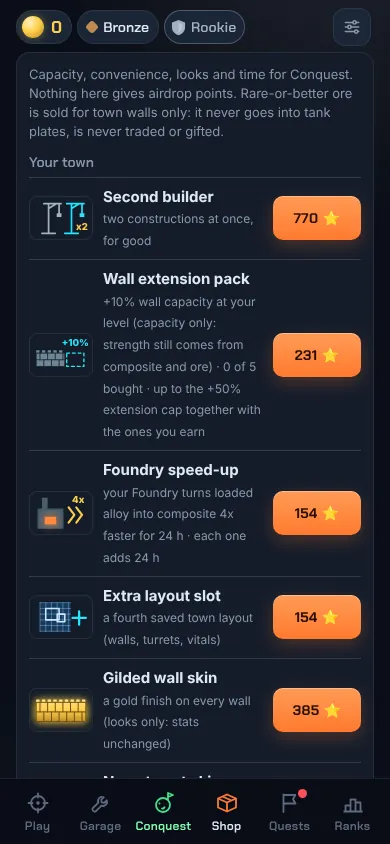 0 Bronze Rookie
Capacity, convenience, looks and time for Conquest.
Nothing here gives airdrop points. Rare-or-better ore
is sold for town walls only: it never goes into tank
plates, is never traded or gifted.
Your town
x2
Second builder
two constructions at once,
for good
770 ⭐
+10%
Wall extension pack
+10% wall capacity at your
level (capacity only:
strength still comes from
composite and ore) · 0 of 5
bought · up to the +50%
extension cap together with
the ones you earn
231 ⭐
4x
Foundry speed-up
your Foundry turns loaded
alloy into composite 4x
faster for 24 h · each one
adds 24 h
154 ⭐
Extra layout slot
a fourth saved town layout
(walls, turrets, vitals)
154 ⭐
Gilded wall skin
a gold finish on every wall
(looks only: stats
unchanged)
385 ⭐
Play Garage Conquest Shop Quests Ranks